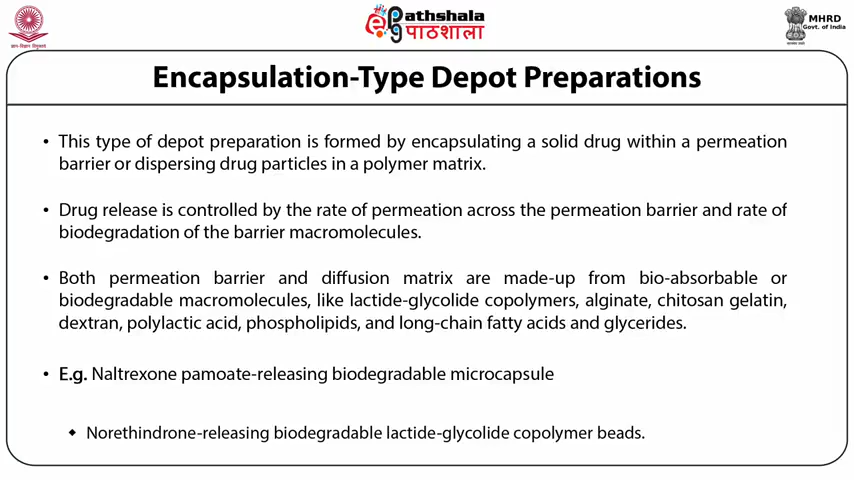 ePathshala
पाठशाला
MHRD
Govt. of India
Encapsulation-Type Depot Preparations
• This type of depot preparation is formed by encapsulating a solid drug within a permeation
barrier or dispersing drug particles in a polymer matrix.
• Drug release is controlled by the rate of permeation across the permeation barrier and rate of
biodegradation of the barrier macromolecules.
• Both permeation barrier and diffusion matrix are made-up from bio-absorbable or
biodegradable macromolecules, like lactide-glycolide copolymers, alginate, chitosan gelatin,
dextran, polylactic acid, phospholipids, and long-chain fatty acids and glycerides.
• E.g. Naltrexone pamoate-releasing biodegradable microcapsule
◆ Norethindrone-releasing biodegradable lactide-glycolide copolymer beads.